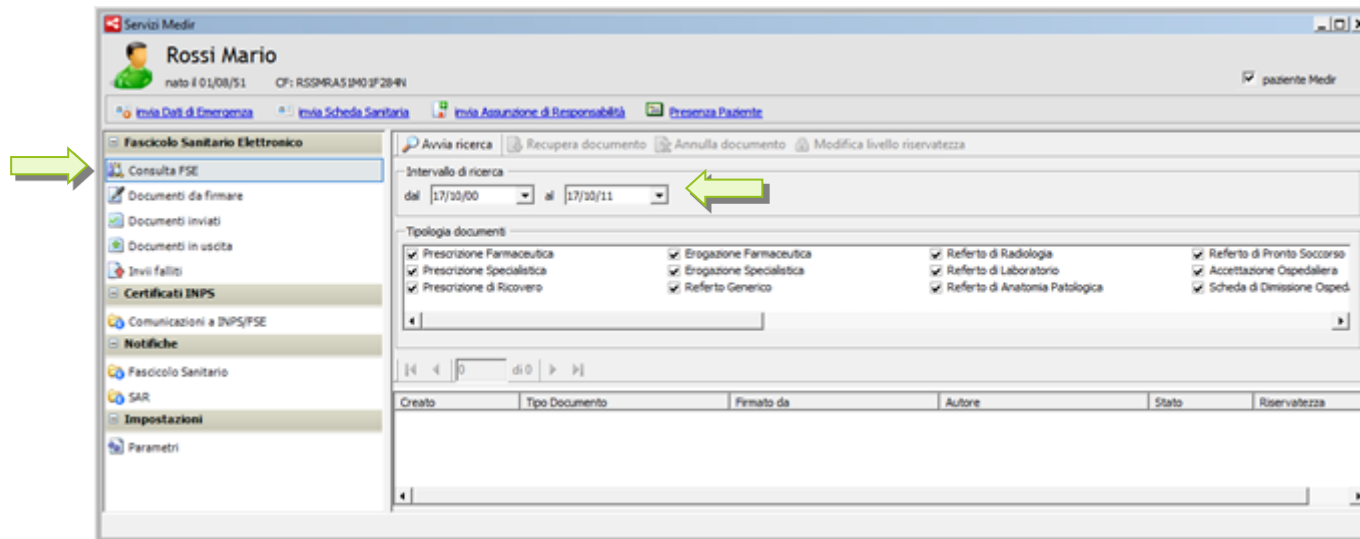 Servizi Medir
Rossi Mario
nato il 01/08/51 CF: RSSMRA51M01F284N
paziente Medir
invia Dati di Emergenza invia Scheda Sanitaria invia Assunzione di Responsabilità Presenza Paziente
Fascicolo Sanitario Elettronico
Consulta FSE
Documenti da firmare
Documenti inviati
Documenti in uscita
Invii falliti
Certificati INPS
Comunicazioni a INPS/FSE
Notifiche
Fascicolo Sanitario
SAR
Impostazioni
Parametri
Avvia ricerca Recupera documento Annulla documento Modifica livello riservatezza
Intervallo di ricerca
dal 17/10/00 al 17/10/11
Tipologia documenti
Prescrizione Farmaceutica Erogazione Farmaceutica Referto di Radiologia Referto di Pronto Soccorso
Prescrizione Specialistica Erogazione Specialistica Referto di Laboratorio Accettazione Ospedaliera
Prescrizione di Ricovero Referto Generico Referto di Anatomia Patologica Scheda di Dimissione Osped
0 di 0
Creato Tipo Documento Firmato da Autore Stato Riservatezza